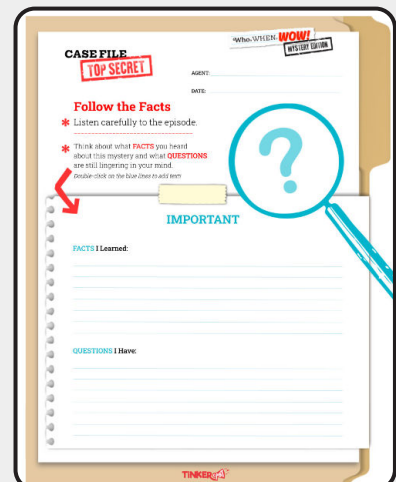 Who. WHEN. WOW!
MYSTERY EDITION
CASE FILE
TOP SECRET
AGENT:
DATE:
Follow the Facts
* Listen carefully to the episode.
* Think about what FACTS you heard
about this mystery and what QUESTIONS
are still lingering in your mind.
Double-click on the blue lines to add text!
?
IMPORTANT
FACTS I Learned:
QUESTIONS I Have:
TiNKER